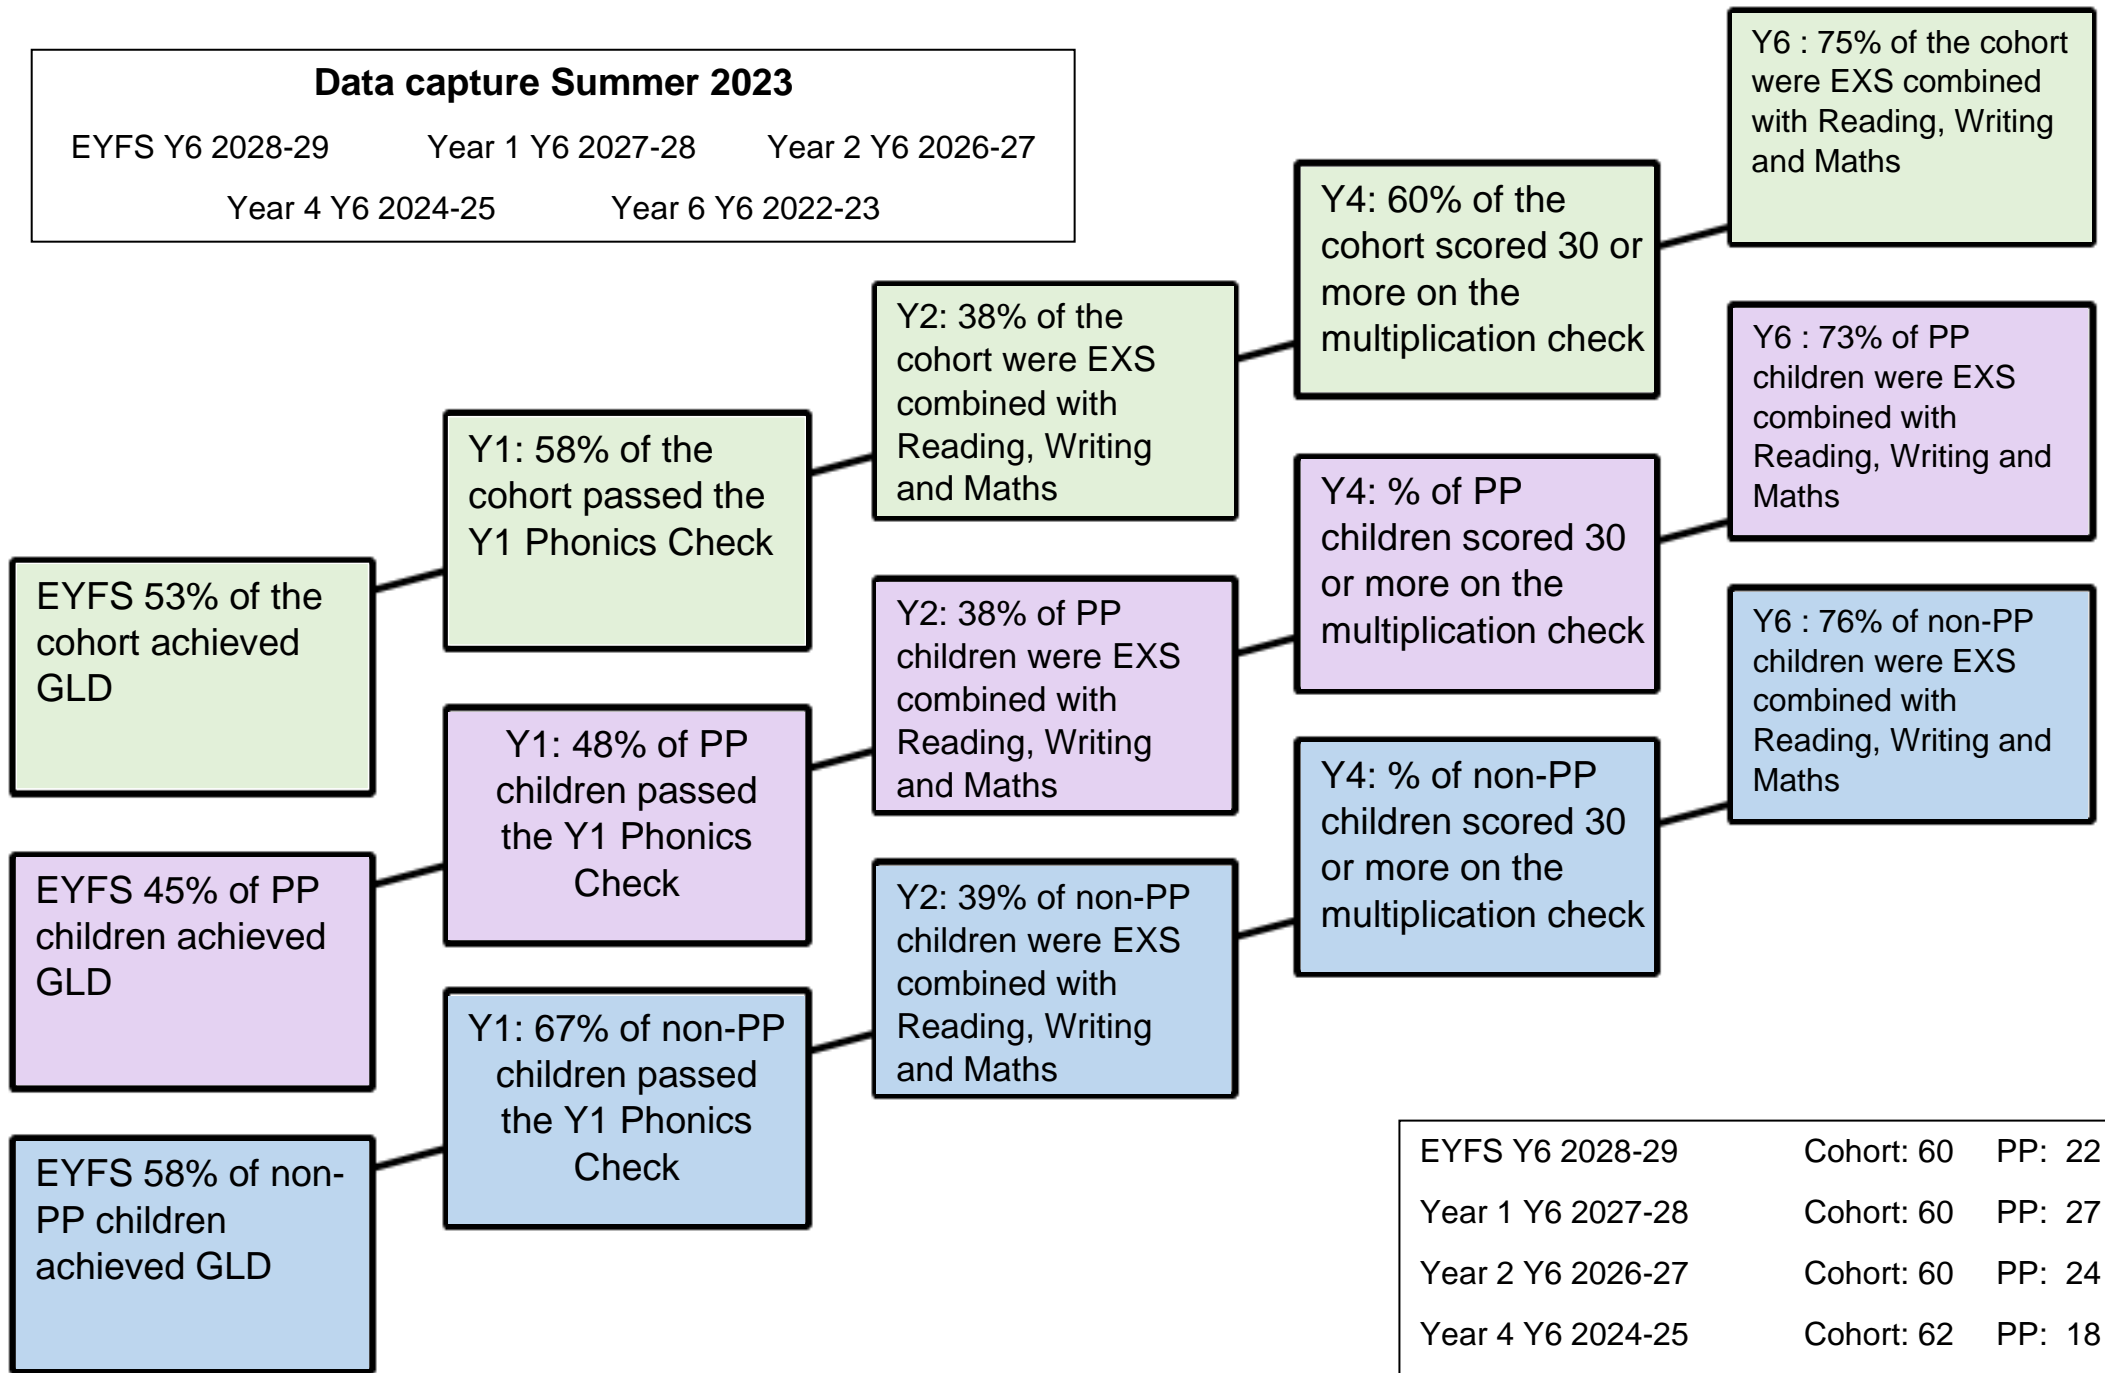 Data capture Summer 2023
EYFS Y6 2028-29 Year 1 Y6 2027-28 Year 2 Y6 2026-27
Year 4 Y6 2024-25 Year 6 Y6 2022-23
EYFS 53% of the
cohort achieved
GLD
Y1: 58% of the
cohort passed the
Y1 Phonics Check
Y2: 38% of the
cohort were EXS
combined with
Reading, Writing
and Maths
Y4: 60% of the
cohort scored 30 or
more on the
multiplication check
Y6 : 75% of the cohort
were EXS combined
with Reading, Writing
and Maths
EYFS 45% of PP
children achieved
GLD
Y1: 48% of PP
children passed
the Y1 Phonics
Check
Y2: 38% of PP
children were EXS
combined with
Reading, Writing
and Maths
Y4: % of PP
children scored 30
or more on the
multiplication check
Y6 : 73% of PP
children were EXS
combined with
Reading, Writing and
Maths
EYFS 58% of non-
PP children
achieved GLD
Y1: 67% of non-PP
children passed
the Y1 Phonics
Check
Y2: 39% of non-PP
children were EXS
combined with
Reading, Writing
and Maths
Y4: % of non-PP
children scored 30
or more on the
multiplication check
Y6 : 76% of non-PP
children were EXS
combined with
Reading, Writing and
Maths
EYFS Y6 2028-29 Cohort: 60 PP: 22
Year 1 Y6 2027-28 Cohort: 60 PP: 27
Year 2 Y6 2026-27 Cohort: 60 PP: 24
Year 4 Y6 2024-25 Cohort: 62 PP: 18